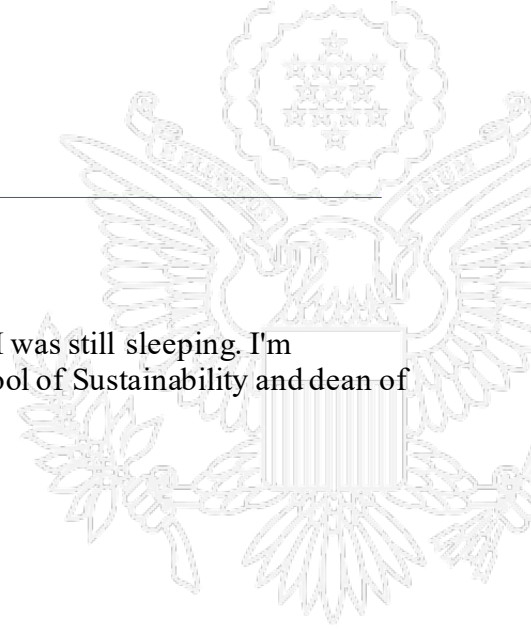 I was still sleeping. I'm
ool of Sustainability and dean of